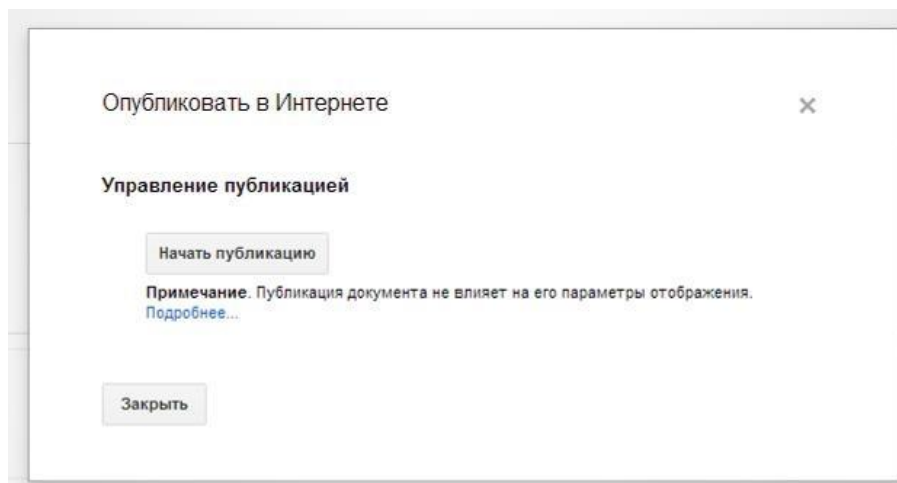 Опубликовать в Интернете
Управление публикацией
Начать публикацию
Примечание. Публикация документа не влияет на его параметры отображения.
Подробнее...
Закрыть